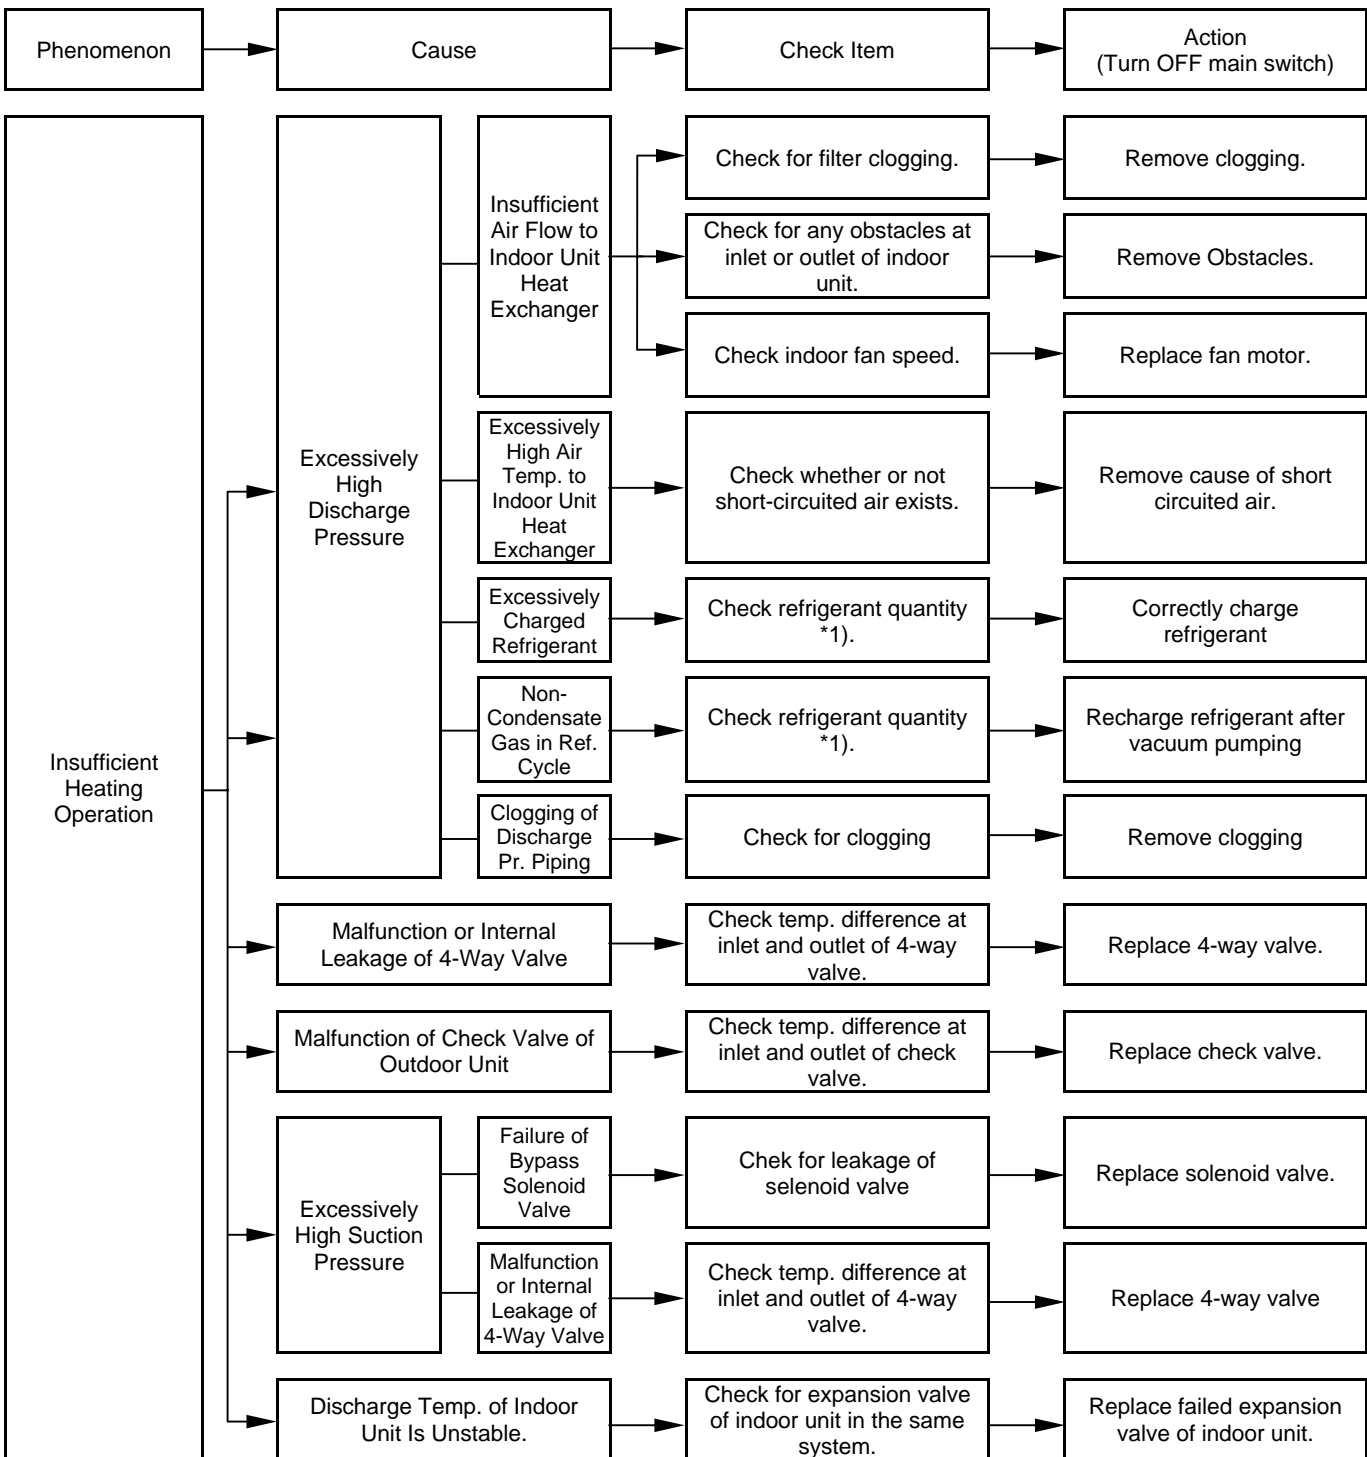 Phenomenon
Cause
Check Item
Action
(Turn OFF main switch)
Insufficient
Heating
Operation
Excessively
High
Discharge
Pressure
Insufficient
Air Flow to
Indoor Unit
Heat
Exchanger
Check for filter clogging.
Remove clogging.
Check for any obstacles at
inlet or outlet of indoor
unit.
Remove Obstacles.
Check indoor fan speed.
Replace fan motor.
Excessively
High Air
Temp. to
Indoor Unit
Heat
Exchanger
Check whether or not
short-circuited air exists.
Remove cause of short
circuited air.
Excessively
Charged
Refrigerant
Check refrigerant quantity
*1).
Correctly charge
refrigerant
Non-
Condensate
Gas in Ref.
Cycle
Check refrigerant quantity
*1).
Recharge refrigerant after
vacuum pumping
Clogging of
Discharge
Pr. Piping
Check for clogging
Remove clogging
Malfunction or Internal
Leakage of 4-Way Valve
Check temp. difference at
inlet and outlet of 4-way
valve.
Replace 4-way valve.
Malfunction of Check Valve of
Outdoor Unit
Check temp. difference at
inlet and outlet of check
valve.
Replace check valve.
Excessively
High Suction
Pressure
Failure of
Bypass
Solenoid
Valve
Chek for leakage of
selenoid valve
Replace solenoid valve.
Malfunction
or Internal
Leakage of
4-Way Valve
Check temp. difference at
inlet and outlet of 4-way
valve.
Replace 4-way valve
Discharge Temp. of Indoor
Unit Is Unstable.
Check for expansion valve
of indoor unit in the same
system.
Replace failed expansion
valve of indoor unit.